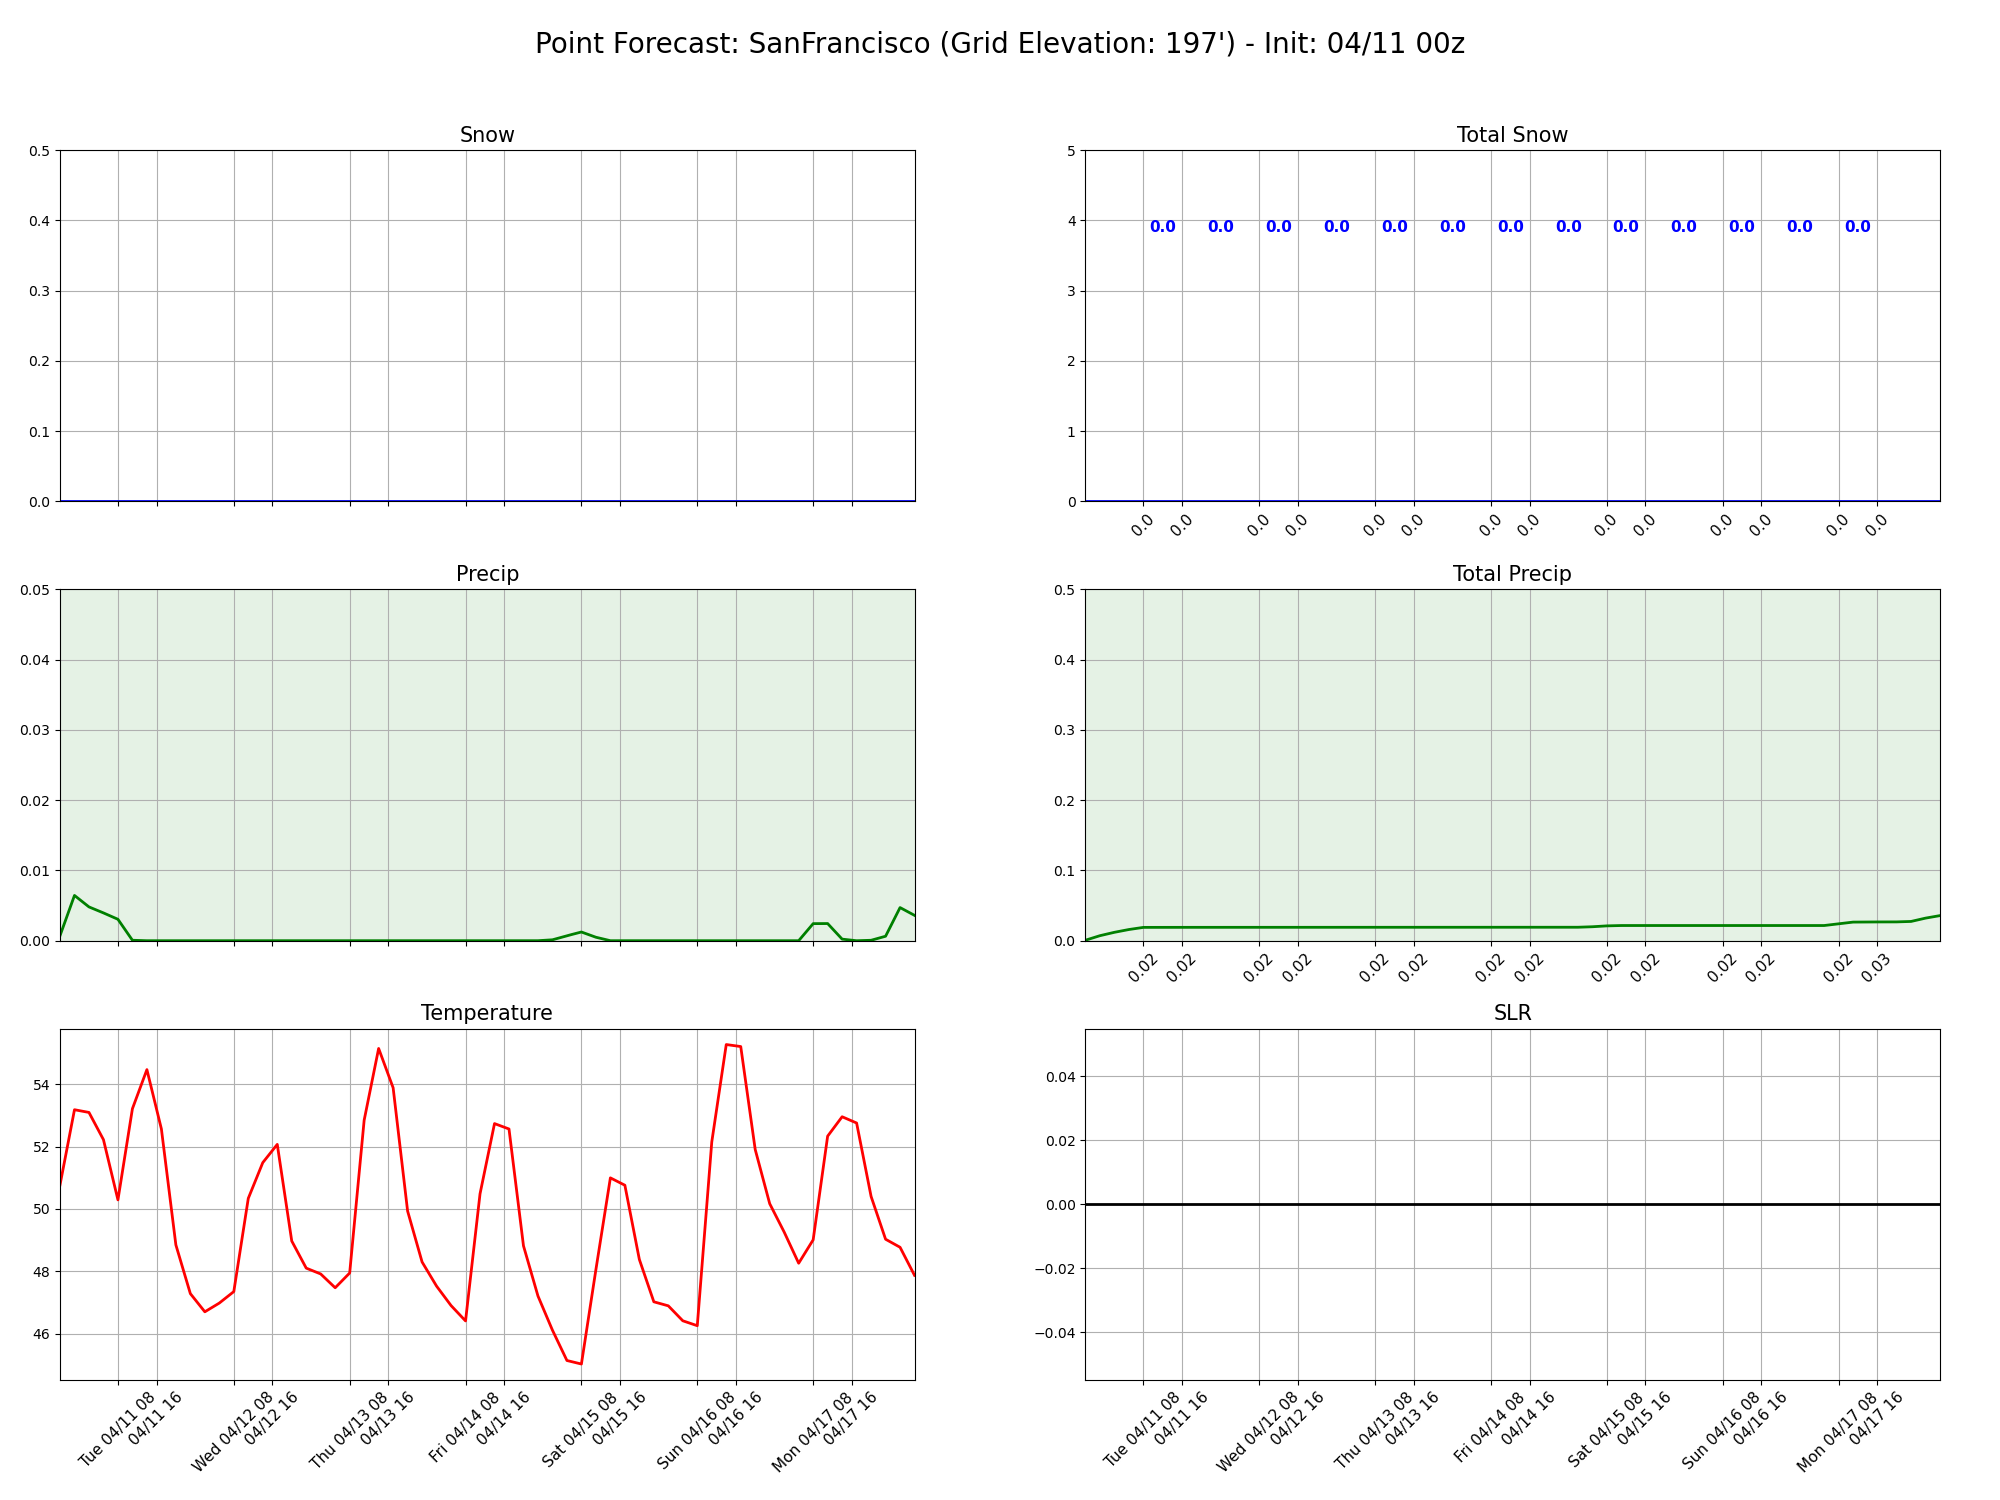 Point Forecast: SanFrancisco (Grid Elevation: 197') - Init: 04/11 00z
Snow
0.5
0.4
0.3
0.2
0.1
0.0
Total Snow
5
4
3
2
1
0
0.0 0.0 0.0 0.0 0.0 0.0 0.0 0.0 0.0 0.0 0.0 0.0 0.0
0.0 0.0 0.0 0.0 0.0 0.0 0.0 0.0 0.0 0.0 0.0 0.0 0.0 0.0
Precip
0.05
0.04
0.03
0.02
0.01
0.00
Total Precip
0.5
0.4
0.3
0.2
0.1
0.0
0.02 0.02 0.02 0.02 0.02 0.02 0.02 0.02 0.02 0.02 0.02 0.02 0.02 0.03
Temperature
54
52
50
48
46
Tue 04/11 08
04/11 16
Wed 04/12 08
04/12 16
Thu 04/13 08
04/13 16
Fri 04/14 08
04/14 16
Sat 04/15 08
04/15 16
Sun 04/16 08
04/16 16
Mon 04/17 08
04/17 16
SLR
0.04
0.02
0.00
−0.02
−0.04
Tue 04/11 08
04/11 16
Wed 04/12 08
04/12 16
Thu 04/13 08
04/13 16
Fri 04/14 08
04/14 16
Sat 04/15 08
04/15 16
Sun 04/16 08
04/16 16
Mon 04/17 08
04/17 16